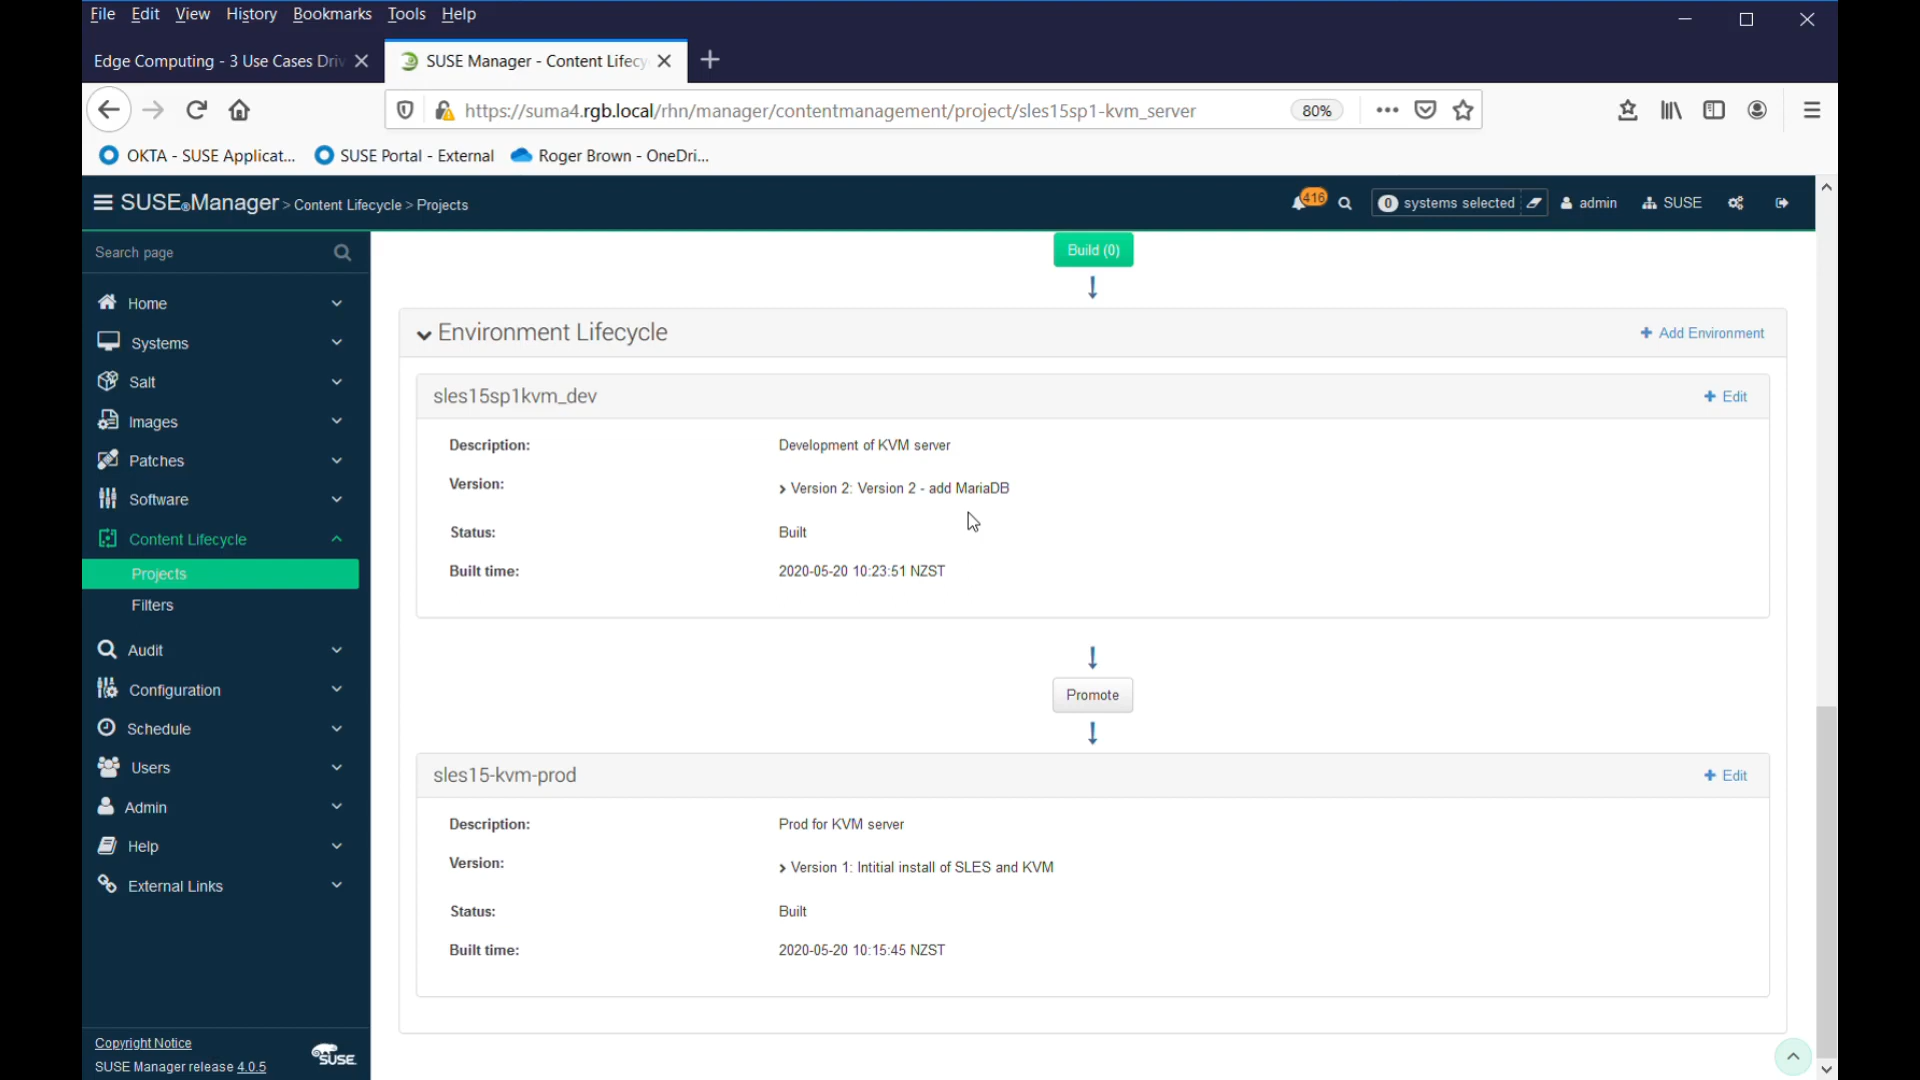 File Edit View History Bookmarks Tools Help
Edge Computing - 3 Use Cases Driv
SUSE Manager - Content Lifecy
https://suma4.rgb.local/rhn/manager/contentmanagement/project/sles15sp1-kvm_server 80%
OKTA - SUSE Applicat... SUSE Portal - External Roger Brown - OneDri...
SUSE Manager > Content Lifecycle > Projects 416 0 systems selected admin SUSE
Search page
Home
Systems
Salt
Images
Patches
Software
Content Lifecycle
Projects
Filters
Audit
Configuration
Schedule
Users
Admin
Help
External Links
Copyright Notice
SUSE Manager release 4.0.5
SUSE
Build (0)
Environment Lifecycle + Add Environment
sles15sp1kvm_dev + Edit
Description: Development of KVM server
Version: Version 2: Version 2 - add MariaDB
Status: Built
Built time: 2020-05-20 10:23:51 NZST
Promote
sles15-kvm-prod + Edit
Description: Prod for KVM server
Version: Version 1: Intitial install of SLES and KVM
Status: Built
Built time: 2020-05-20 10:15:45 NZST